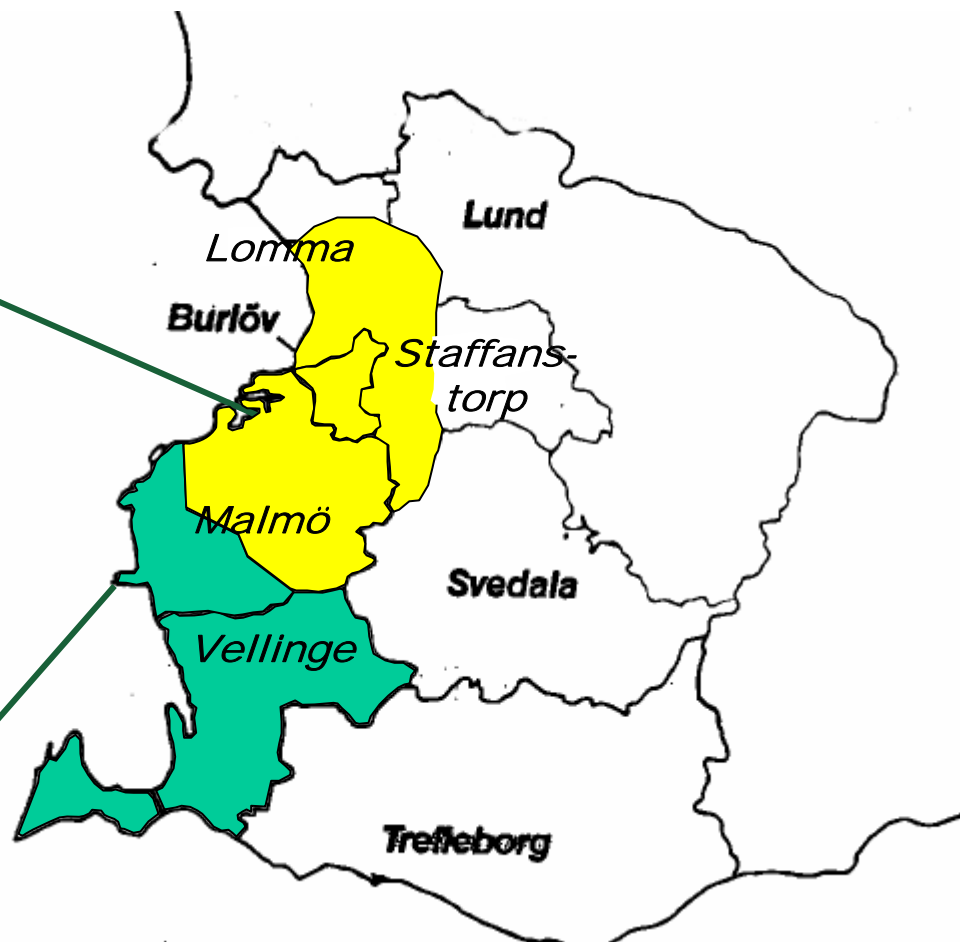 Lund
Lomma
Burlöv
Staffans-
torp
Malmö
Svedala
Vellinge
Trelleborg